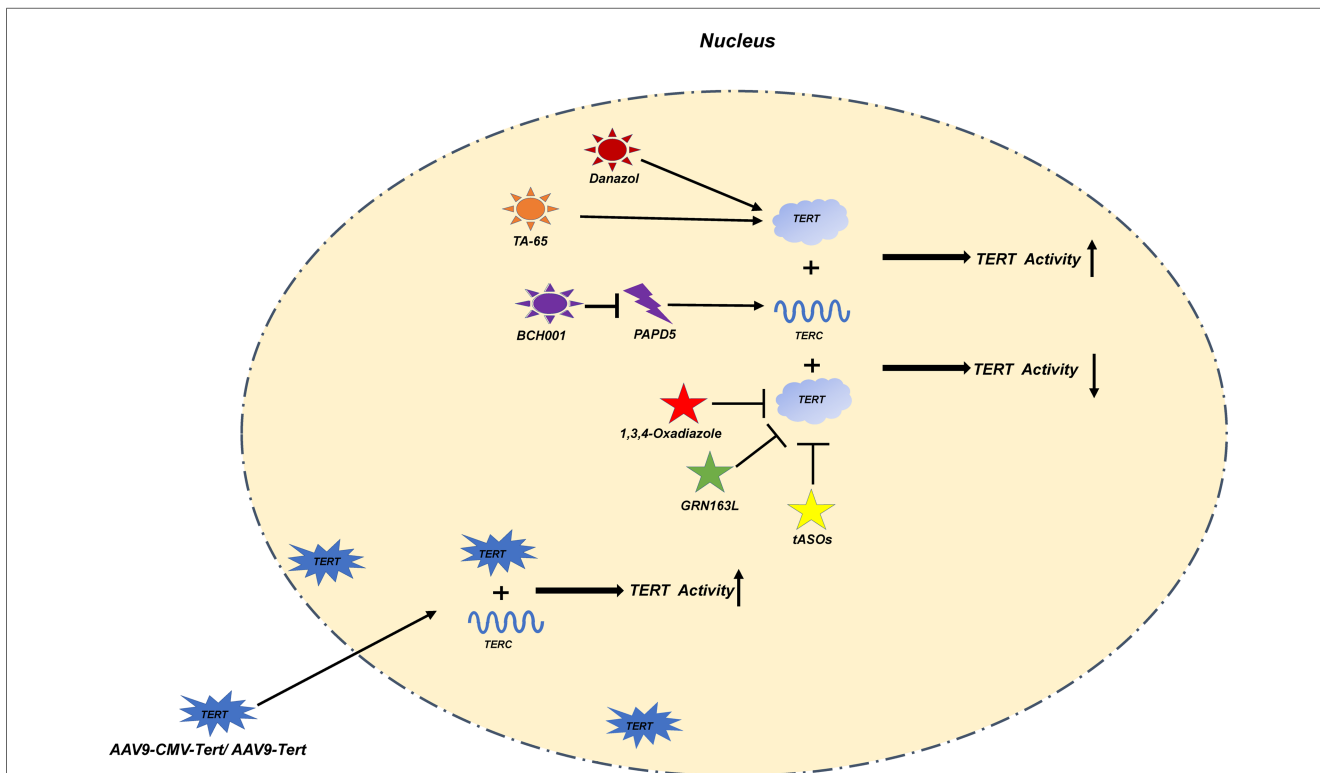 Nucleus
Danazol
TERT
TA-65
+
TERT Activity
BCH001
PAPD5
TERC
+
TERT Activity
TERT
1,3,4-Oxadiazole
GRN163L
tASOs
TERT
TERT
+
TERT Activity
TERC
TERT
TERT
AAV9-CMV-Tert/ AAV9-Tert